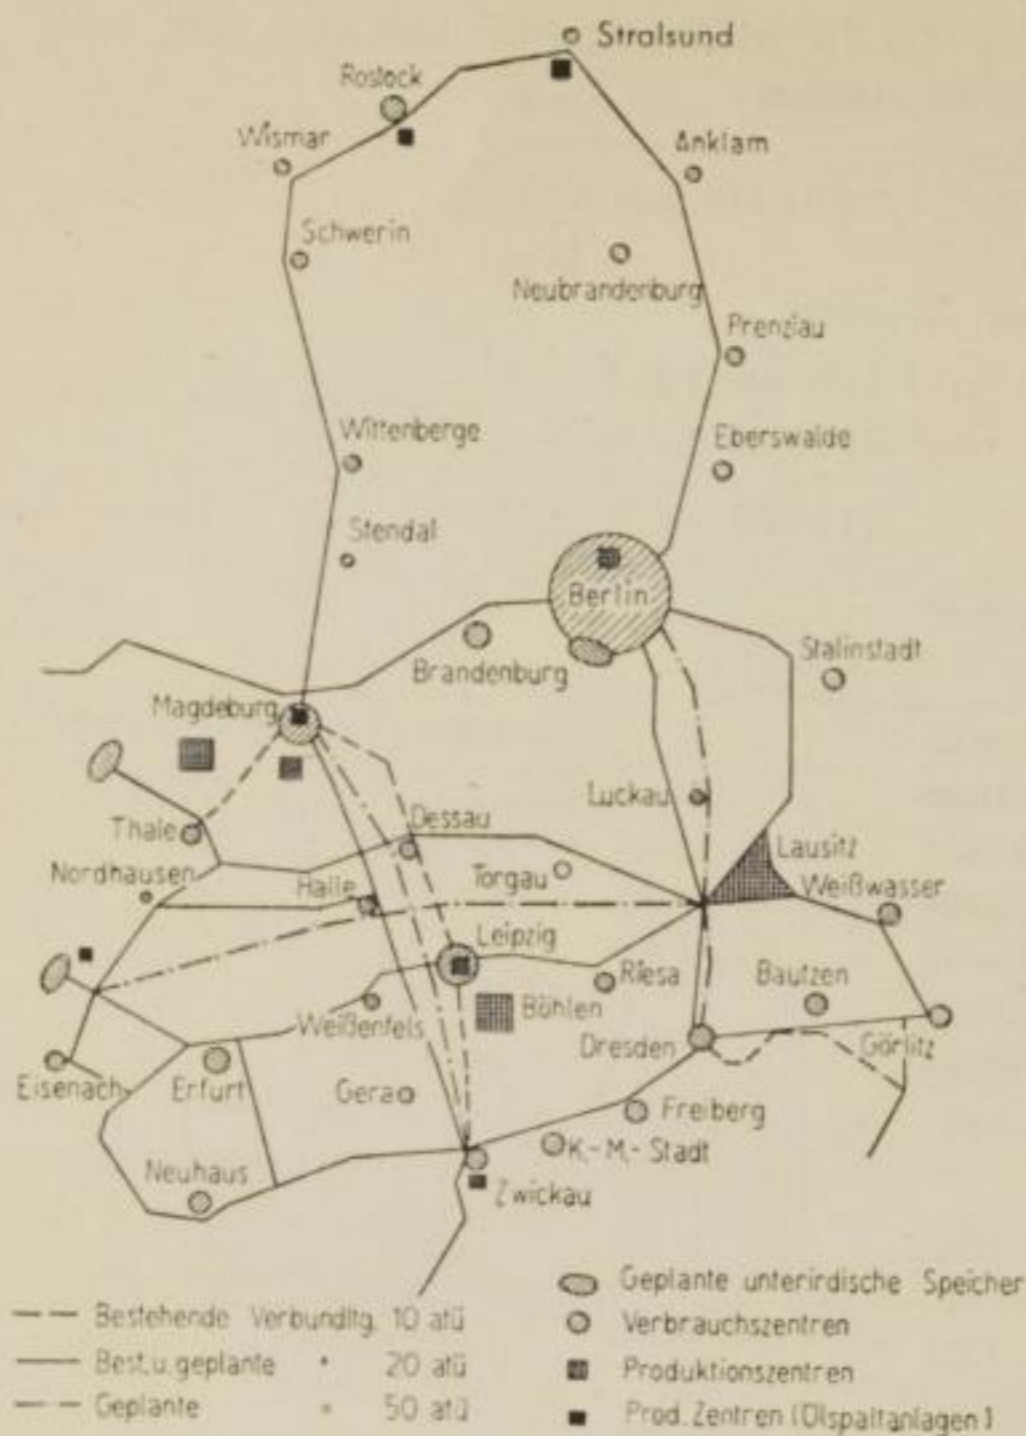 Stralsund
Rostock
Wismar
Anklam
Schwerin
Neubrandenburg
Prenzlau
Wittenberge
Eberswalde
Stendal
Berlin
Stalinstadt
Brandenburg
Magdeburg
Luckau
Thale
Dessau
Lausitz
Nordhausen
Halle
Torgau
Weißwasser
Leipzig
Riesa
Bautzen
Böhlen
Weißenfels
Dresden
Görlitz
Eisenach
Erfurt
Gera
Freiberg
K.-M.-Stadt
Neuhaus
Zwickau
Bestehende Verbundltg. 10 atü
Best. u. geplante " 20 atü
Geplante " 50 atü
Geplante unterirdische Speicher
Verbrauchszentren
Produktionszentren
Prod. Zentren (Ölspaltanlagen)